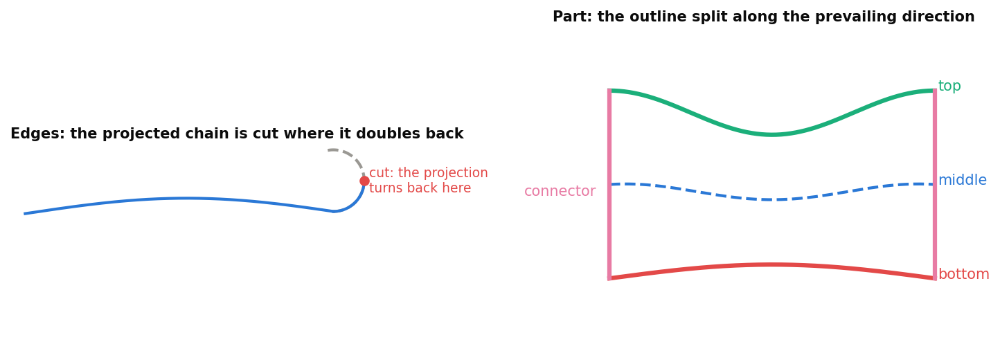 Edges: the projected chain is cut where it doubles back
cut: the projection
turns back here
Part: the outline split along the prevailing direction
top
middle
connector
bottom